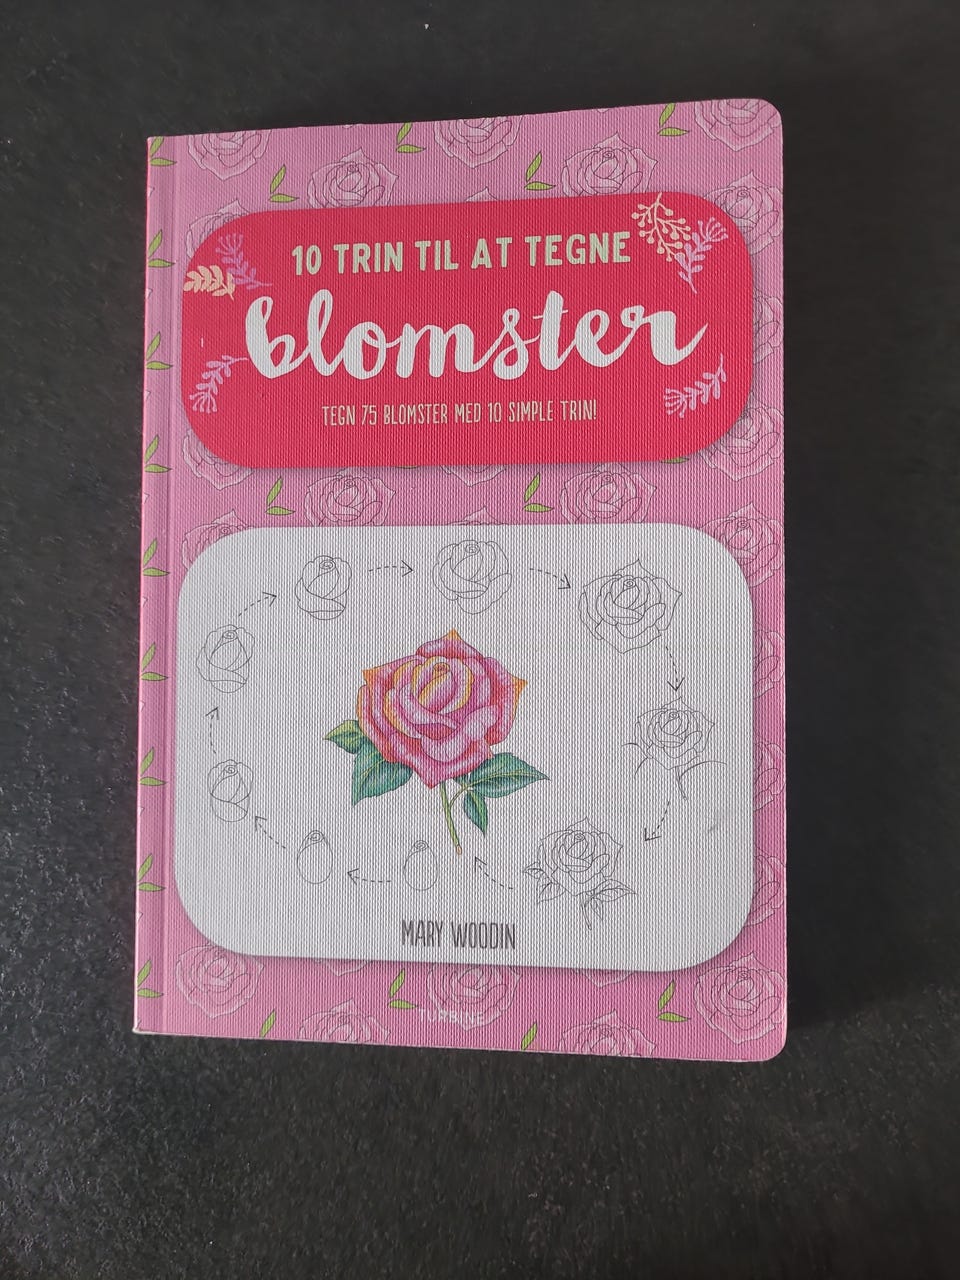 10 TRIN TIL AT TEGNE
blomster
TEGN 75 BLOMSTER MED 10 SIMPLE TRIN!
MARY WOODIN
TURBINE